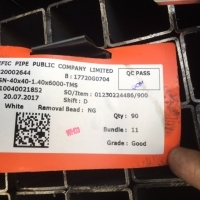 FIC PIPE PUBLIC COMPANY LIMITED
20002644 B : 17720G0704 QC PASS
SN-40x40-1.40x6000-TMS
10040021852 SO/Item : 01230224486/900
20.07.2017 Shift : D
White Removal Bead : NG Qty : 90
Bundle : 11
Grade : Good